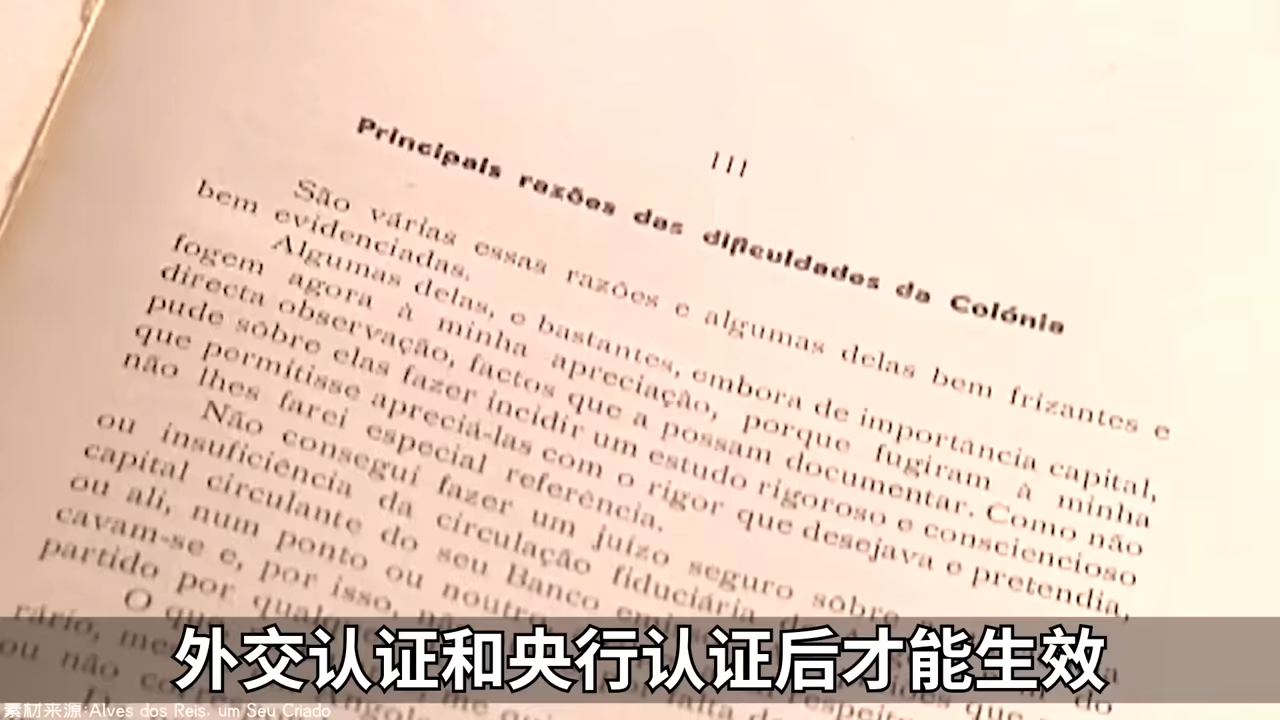 III
Principais razões das dificuldades da Colónia
São várias essas razões e algumas delas bem frizantes e
bem evidenciadas.
Algumas delas, e bastantes, embora de importância capital,
fogem agora à minha apreciação, porque fugiram à minha
directa observação, factos que a possam documentar. Como não
pude sôbre elas fazer incidir um estudo rigoroso e consciencioso
que permitisse apreciá-las com o rigor que desejava e pretendia,
não lhes farei especial referência.
Não consegui fazer um juízo seguro sôbre
ou insuficiência da circulação fiduciária
capital circulante do seu Banco
ou ali, num ponto ou noutro
cavam-se e, por isso,
partido por
O
rário,
ou não
外交认证和央行认证后才能生效
素材来源:Alves dos Reis, um Seu Criado